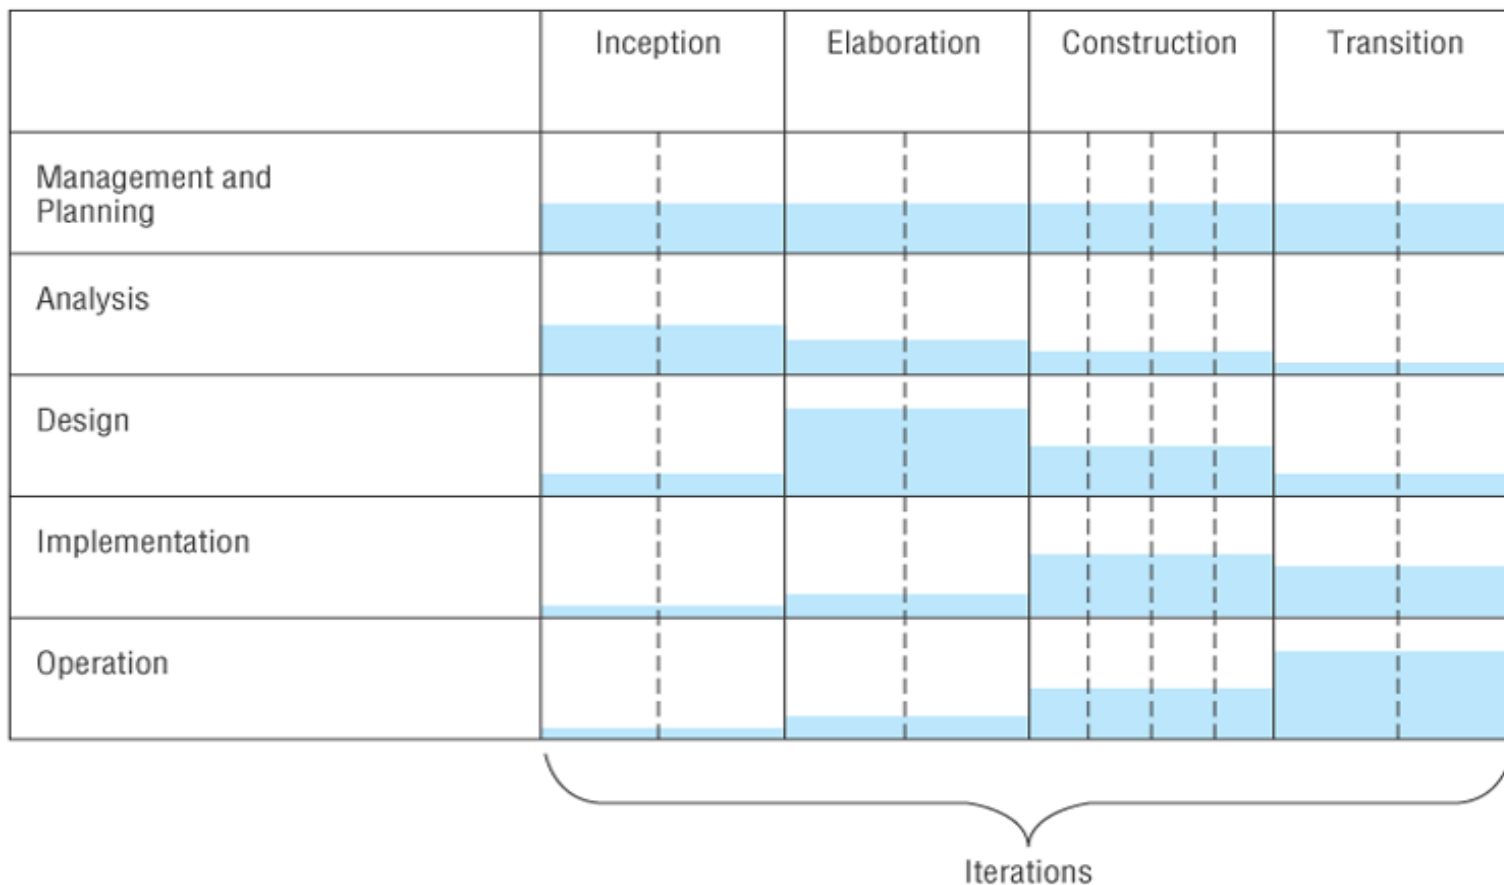 Inception
Elaboration
Construction
Transition
Management and
Planning
Analysis
Design
Implementation
Operation
Iterations